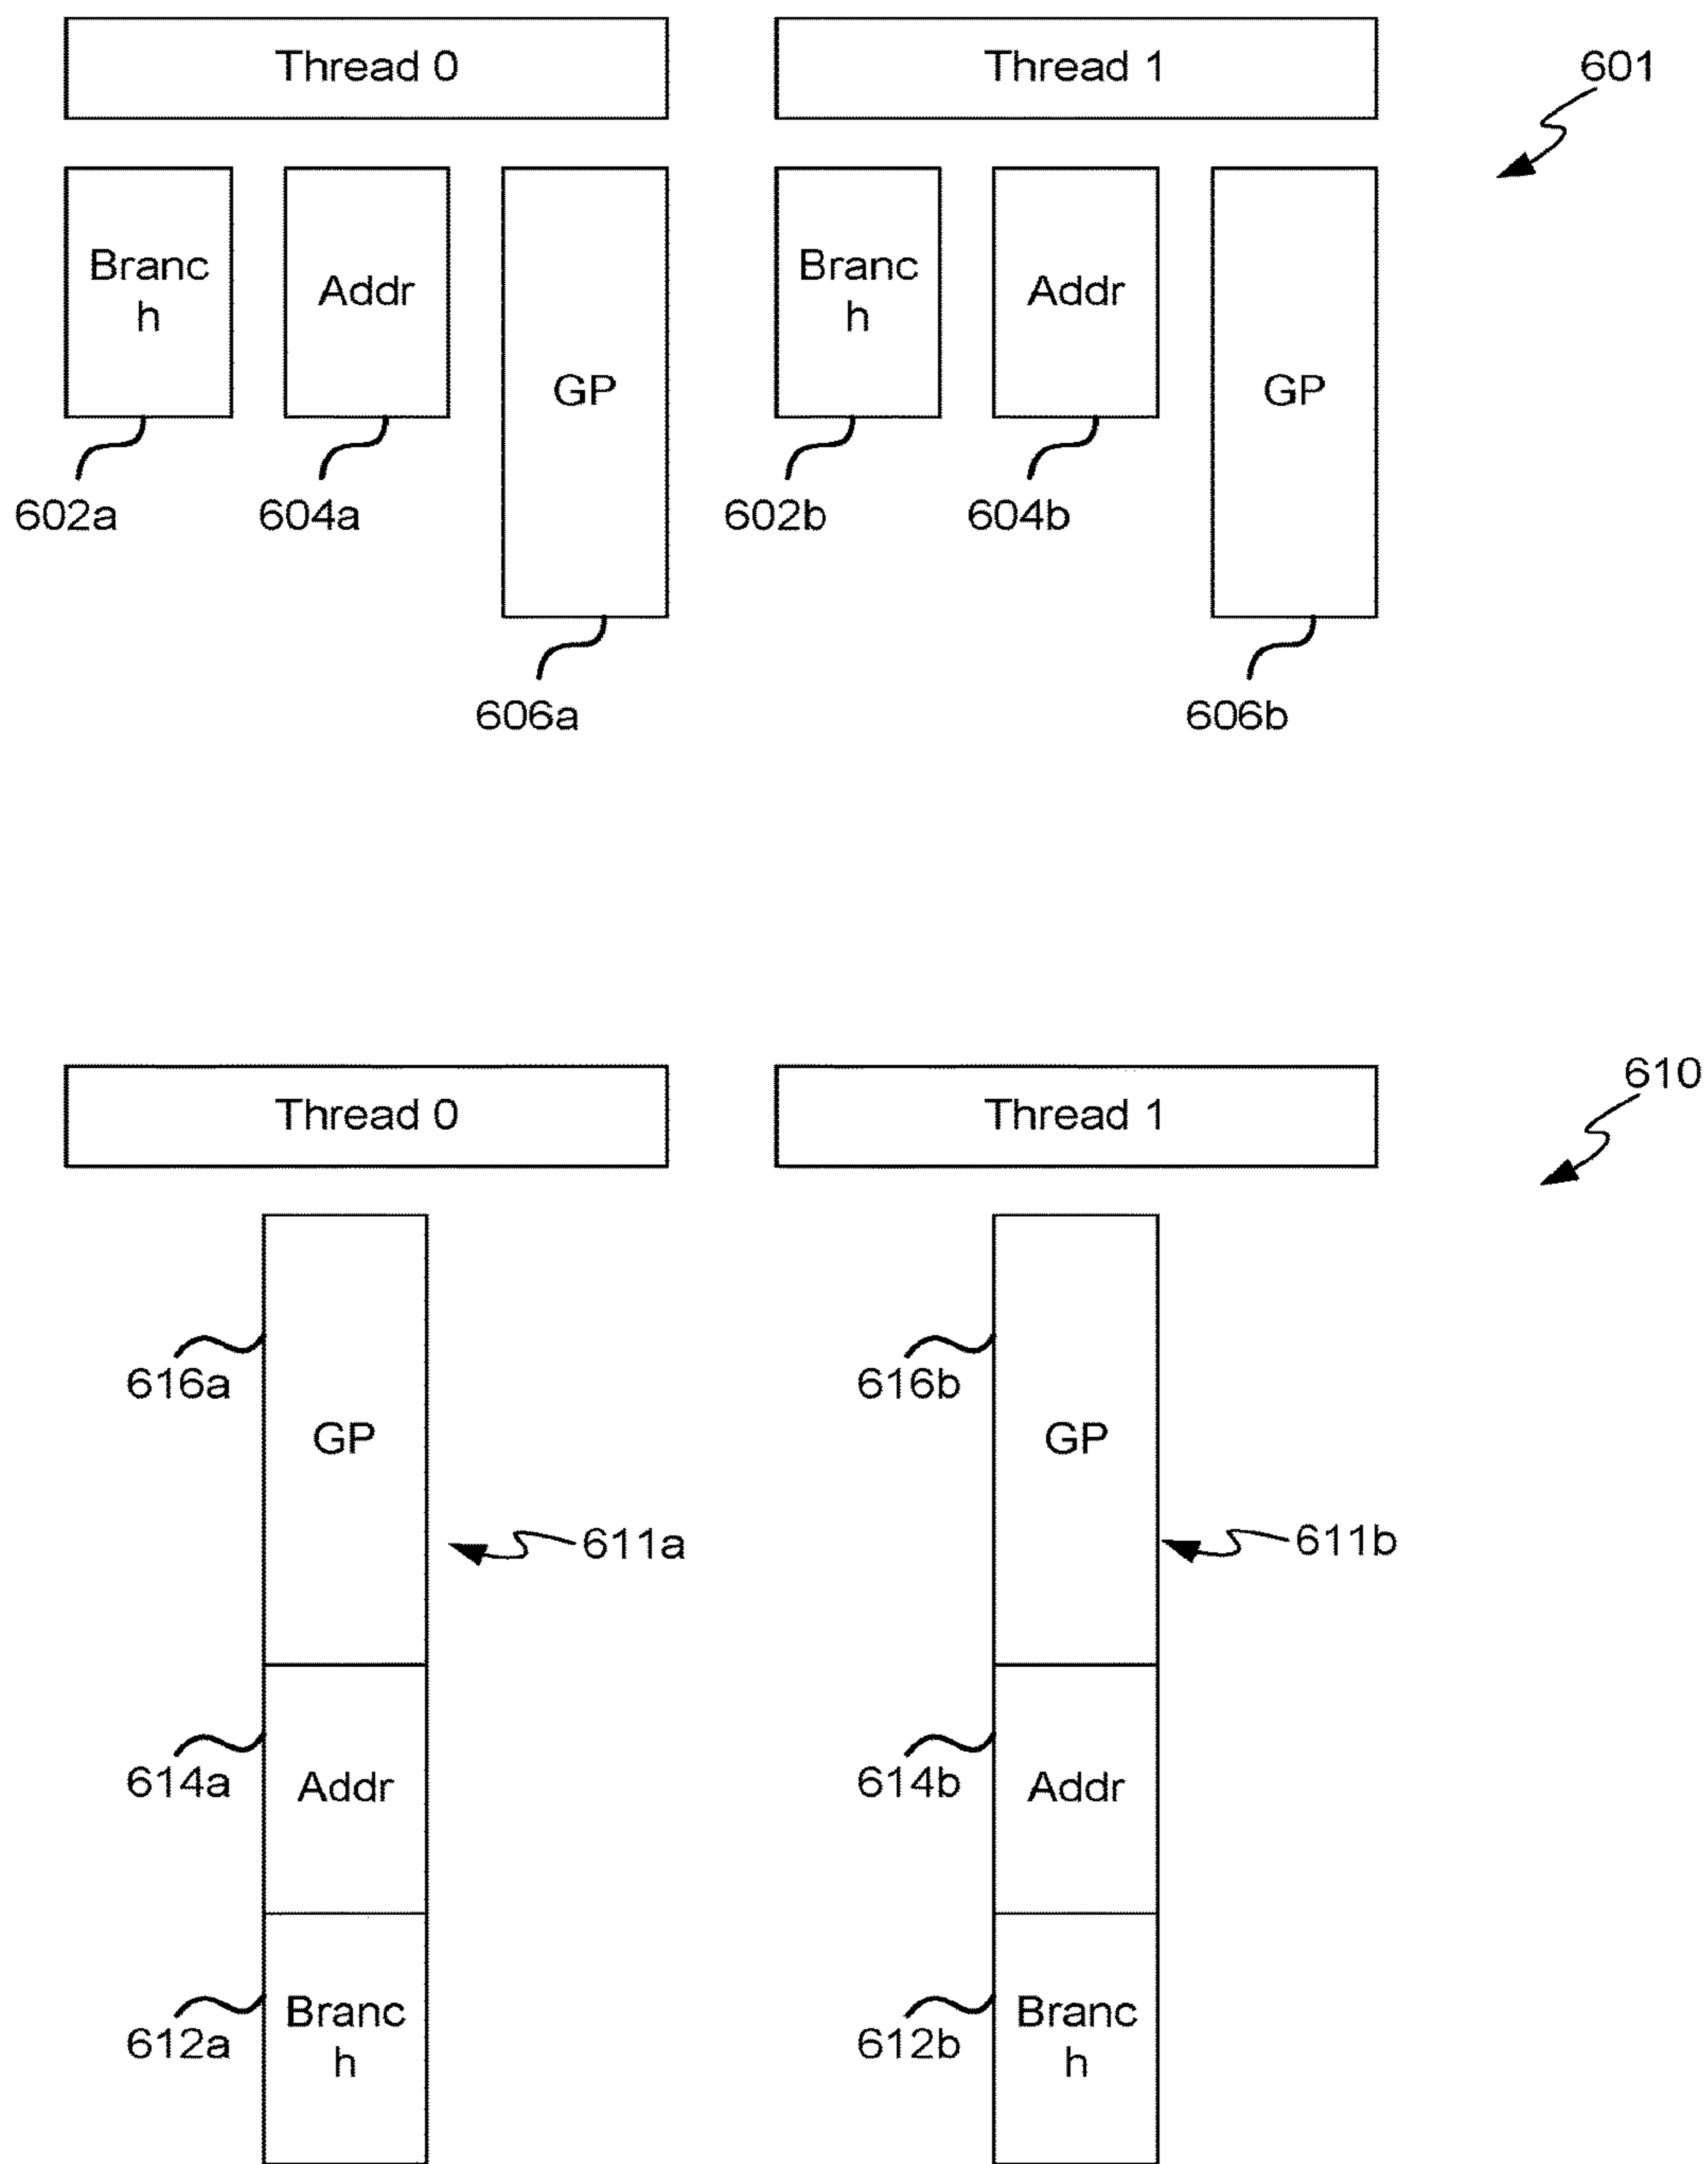 Thread 0
Thread 1
601
Branc
h
Addr
GP
Branc
h
Addr
GP
602a
604a
602b
604b
606a
606b
Thread 0
Thread 1
610
616a
616b
GP
GP
611a
611b
614a
Addr
614b
Addr
612a
Branc
h
612b
Branc
h